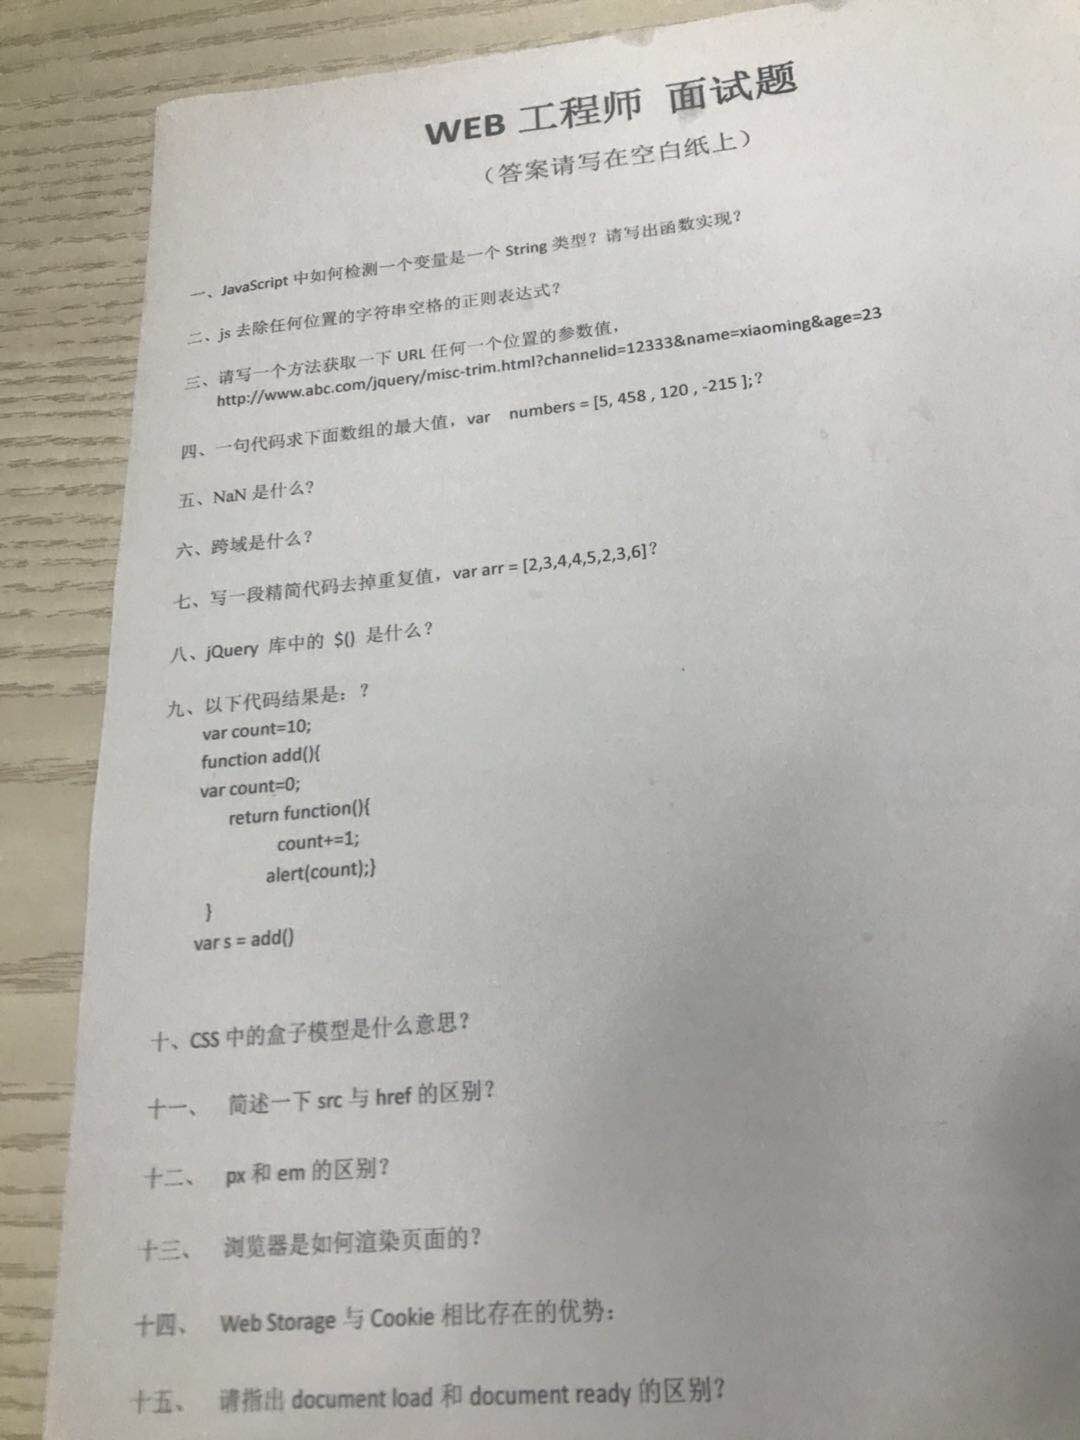 WEB 工程师 面试题
（答案请写在空白纸上）
一、JavaScript 中如何检测一个变量是一个 String 类型？请写出函数实现？
二、js 去除任何位置的字符串空格的正则表达式？
三、请写一个方法获取一下 URL 任何一个位置的参数值，
http://www.abc.com/jquery/misc-trim.html?channelid=12333&name=xiaoming&age=23
四、一句代码求下面数组的最大值，var numbers = [5, 458 , 120 , -215 ];？
五、NaN 是什么？
六、跨域是什么？
七、写一段精简代码去掉重复值，var arr = [2,3,4,4,5,2,3,6]？
八、jQuery 库中的 $() 是什么？
九、以下代码结果是：？
var count=10;
function add(){
var count=0;
return function(){
count+=1;
alert(count);}
}
var s = add()
十、CSS 中的盒子模型是什么意思？
十一、 简述一下 src 与 href 的区别？
十二、 px 和 em 的区别？
十三、 浏览器是如何渲染页面的？
十四、 Web Storage 与 Cookie 相比存在的优势：
十五、 请指出 document load 和 document ready 的区别？